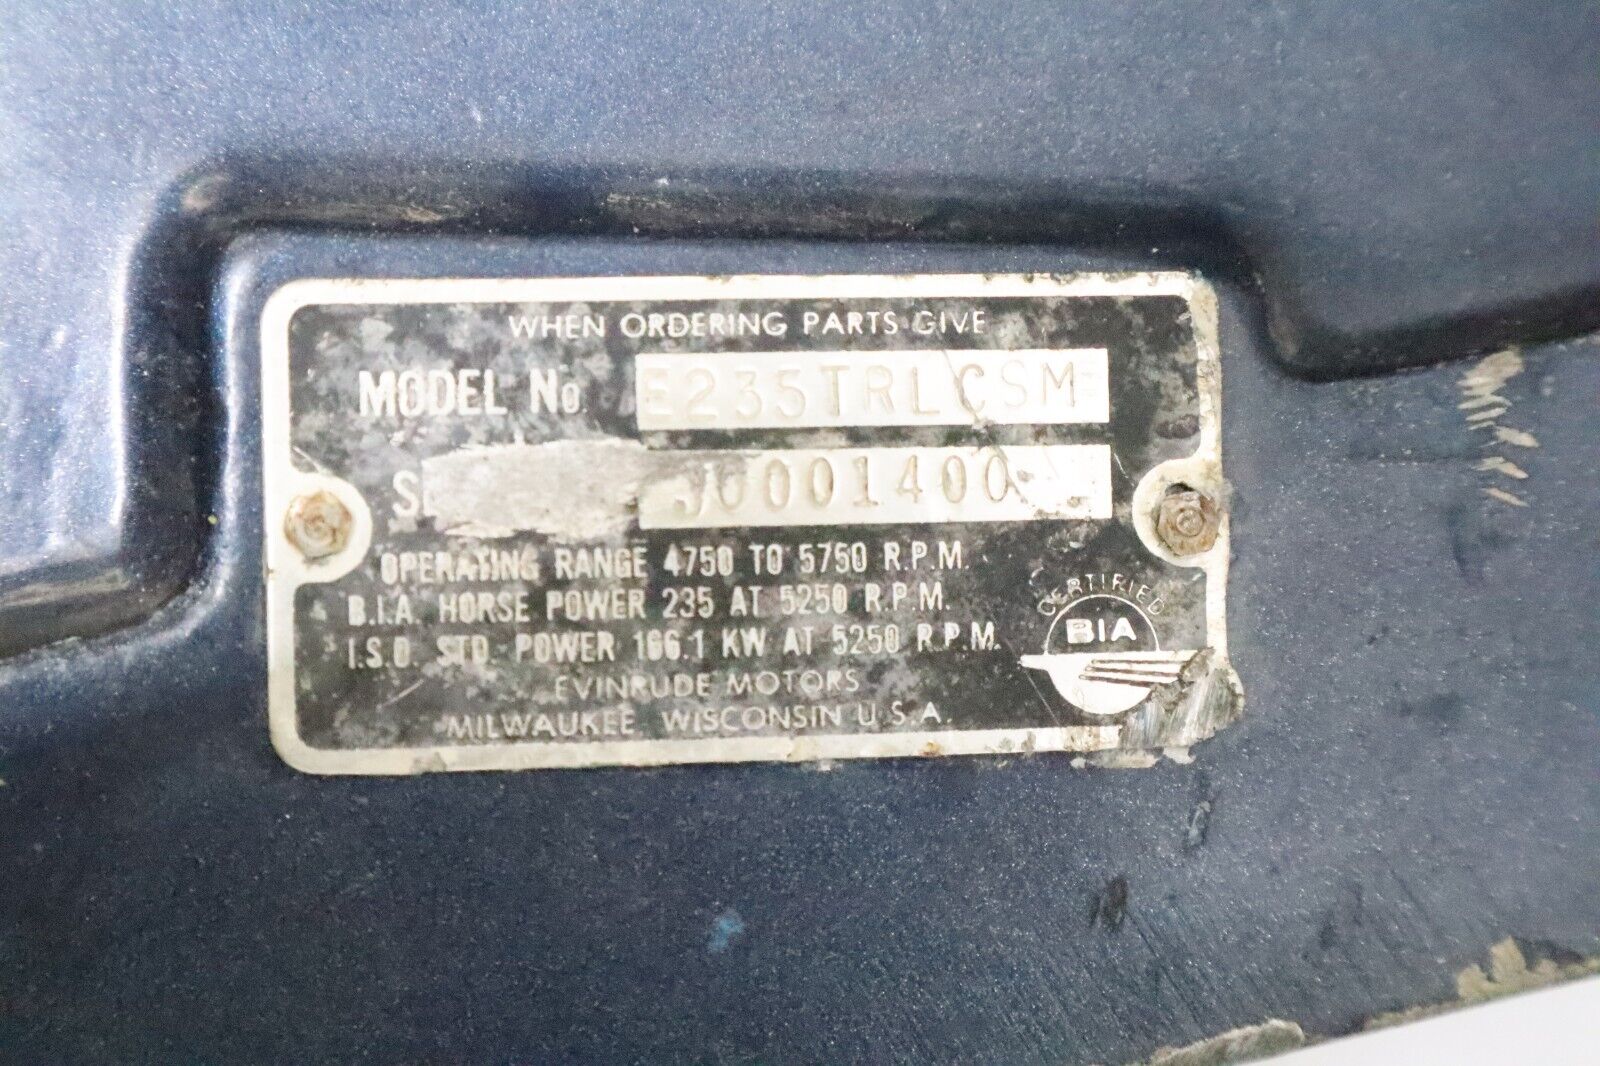 WHEN ORDERING PARTS GIVE
MODEL No. E235TRLCSM
J0001400
OPERATING RANGE 4750 TO 5750 R.P.M.
B.I.A. HORSE POWER 235 AT 5250 R.P.M.
I.S.O. STD. POWER 166.1 KW AT 5250 R.P.M.
EVINRUDE MOTORS
MILWAUKEE, WISCONSIN U.S.A.
CERTIFIED
BIA